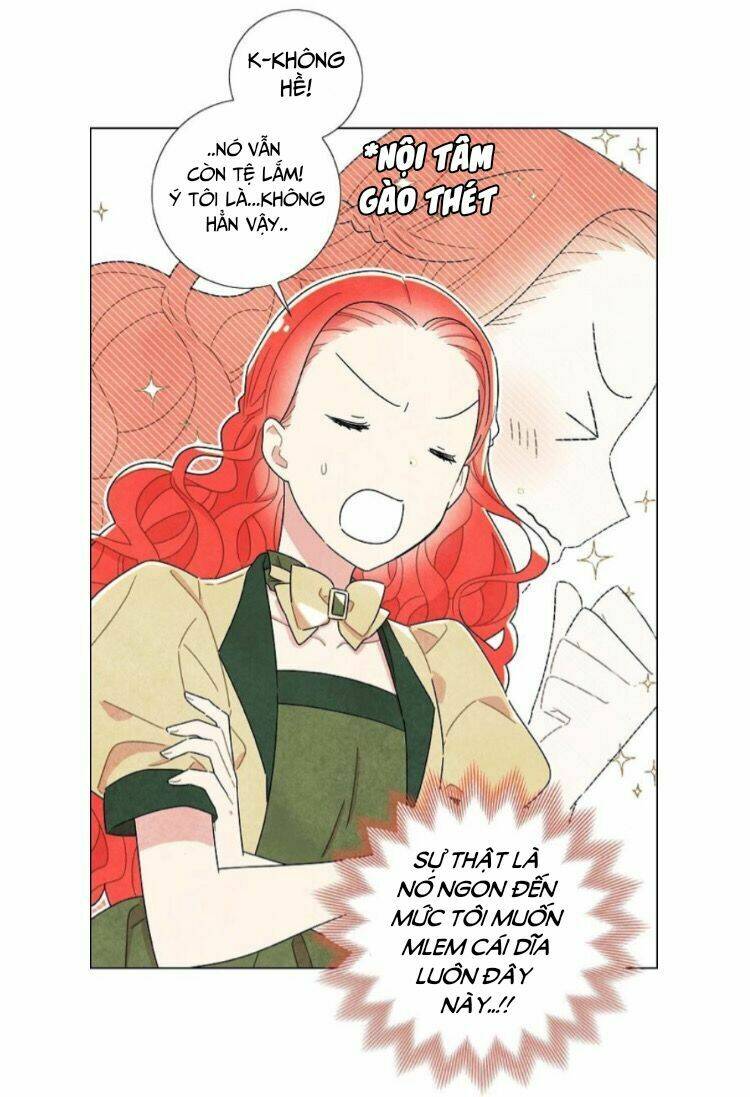 K-KHÔNG
HỀ!
..NÓ VẪN
CÒN TỆ LẮM!
Ý TÔI LÀ...KHÔNG
HẲN VẬY..
*NỘI TÂM
GÀO THÉT
SỰ THẬT LÀ
NÓ NGON ĐẾN
MỨC TÔI MUỐN
MLEM CÁI DĨA
LUÔN ĐÂY
NÀY..!!